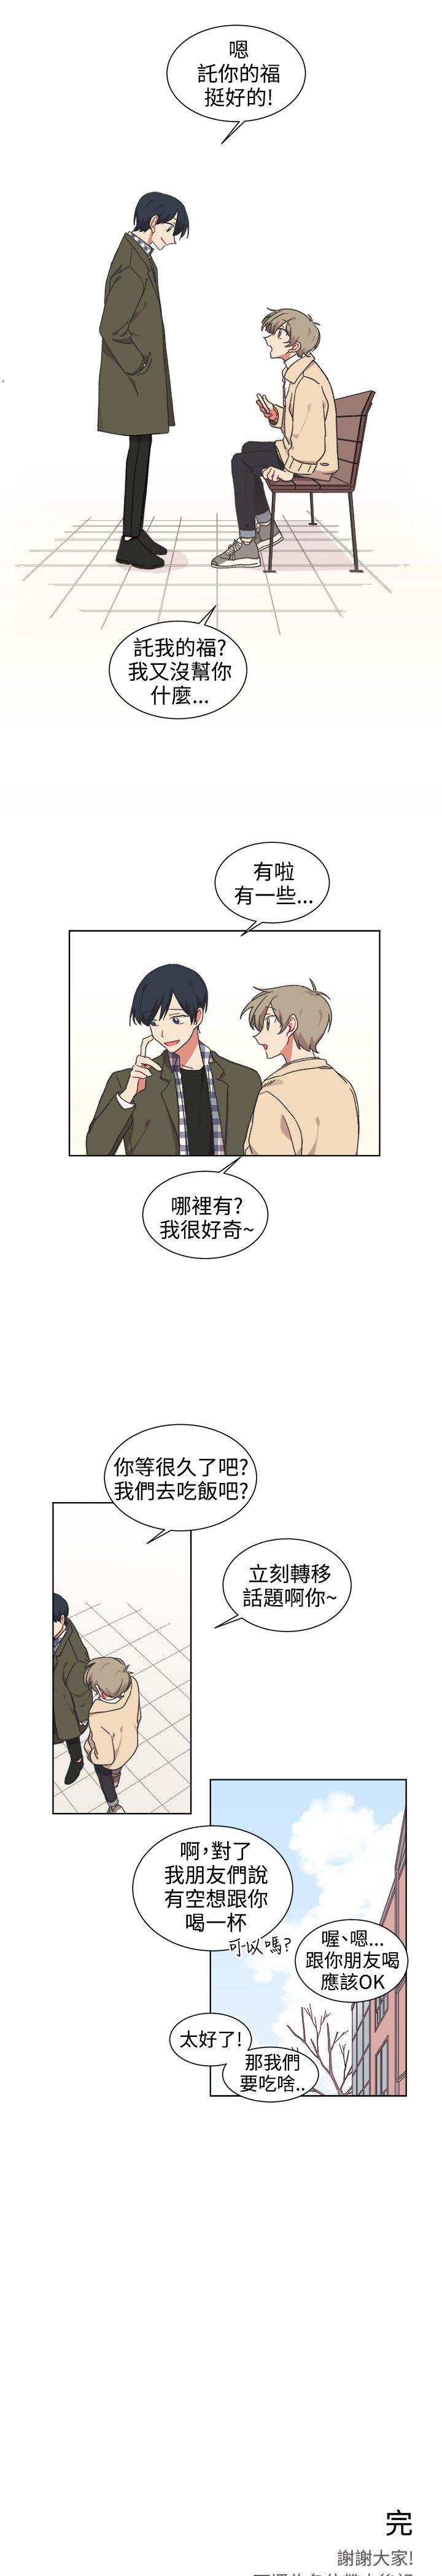 嗯
託你的福
挺好的!
託我的福?
我又沒幫你
什麼...
有啦
有一些...
哪裡有?
我很好奇~
你等很久了吧?
我們去吃飯吧?
立刻轉移
話題啊你~
啊,對了
我朋友們說
有空想跟你
喝一杯
可以嗎?
喔、嗯...
跟你朋友喝
應該OK
太好了!
那我們
要吃啥..
完
謝謝大家!